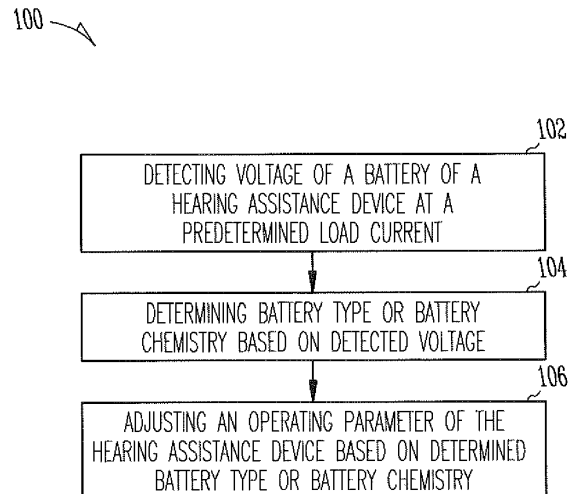 100
102
DETECTING VOLTAGE OF A BATTERY OF A
HEARING ASSISTANCE DEVICE AT A
PREDETERMINED LOAD CURRENT
104
DETERMINING BATTERY TYPE OR BATTERY
CHEMISTRY BASED ON DETECTED VOLTAGE
106
ADJUSTING AN OPERATING PARAMETER OF THE
HEARING ASSISTANCE DEVICE BASED ON DETERMINED
BATTERY TYPE OR BATTERY CHEMISTRY